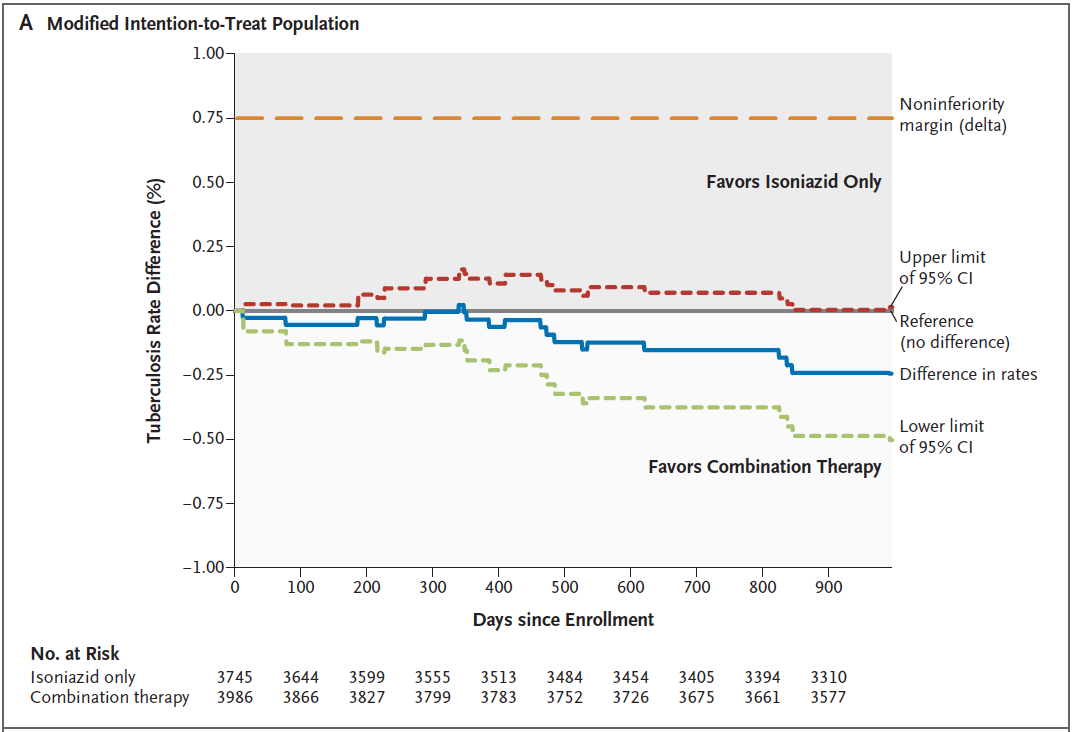 A Modified Intention-to-Treat Population
1.00
0.75
0.50
0.25
0.00
−0.25
−0.50
−0.75
−1.00
Tuberculosis Rate Difference (%)
Noninferiority
margin (delta)
Favors Isoniazid Only
Upper limit
of 95% CI
Reference
(no difference)
Difference in rates
Lower limit
of 95% CI
Favors Combination Therapy
0 100 200 300 400 500 600 700 800 900
Days since Enrollment
No. at Risk
Isoniazid only 3745 3644 3599 3555 3513 3484 3454 3405 3394 3310
Combination therapy 3986 3866 3827 3799 3783 3752 3726 3675 3661 3577